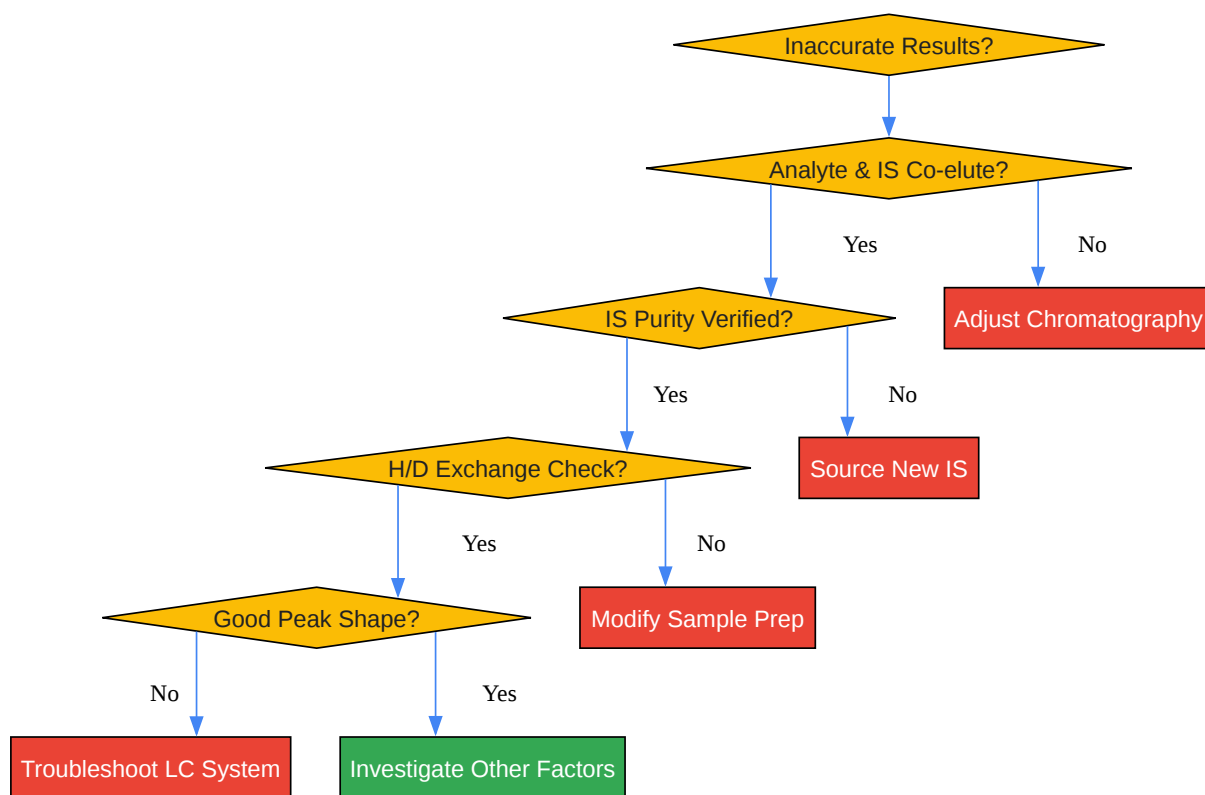 Inaccurate Results?
Analyte & IS Co-elute?
Yes
No
IS Purity Verified?
Adjust Chromatography
Yes
No
H/D Exchange Check?
Source New IS
Yes
No
Good Peak Shape?
Modify Sample Prep
No
Yes
Troubleshoot LC System
Investigate Other Factors